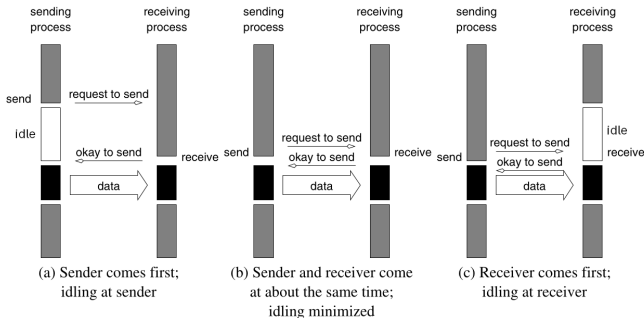 sending process
receiving process
send
request to send
idle
okay to send
receive
data
(a) Sender comes first;
idling at sender
sending process
receiving process
request to send
send
okay to send
receive
data
(b) Sender and receiver come
at about the same time;
idling minimized
sending process
receiving process
idle
request to send
receive
send
okay to send
data
(c) Receiver comes first;
idling at receiver